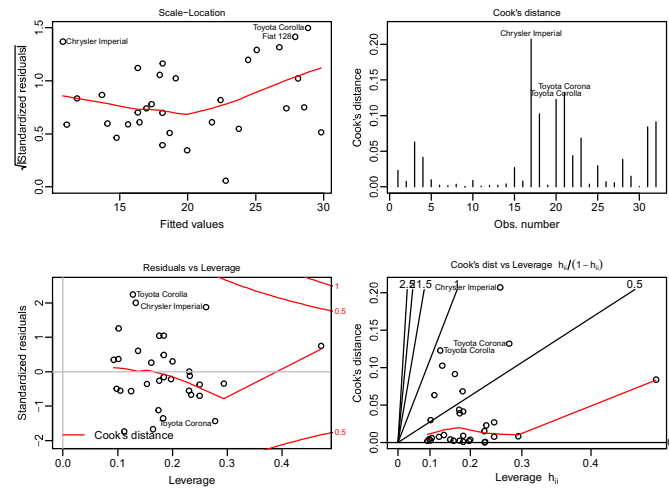 Scale−Location
√|Standardized residuals|
0.0 0.5 1.0 1.5
Chrysler Imperial
Toyota Corolla
Fiat 128
15 20 25 30
Fitted values
Cook's distance
Cook's distance
0.00 0.05 0.10 0.15 0.20
Chrysler Imperial
Toyota Corona
Toyota Corolla
0 5 10 15 20 25 30
Obs. number
Residuals vs Leverage
Standardized residuals
−2 −1 0 1 2
Toyota Corolla
Chrysler Imperial
Toyota Corona
Cook's distance
1
0.5
0.5
0.0 0.1 0.2 0.3 0.4
Leverage
Cook's dist vs Leverage hii/(1−hii)
Cook's distance
0.00 0.05 0.10 0.15 0.20
2.5
2
1.5
1
0.5
0
Chrysler Imperial
Toyota Corona
Toyota Corolla
0 0.1 0.2 0.3 0.4
Leverage hii